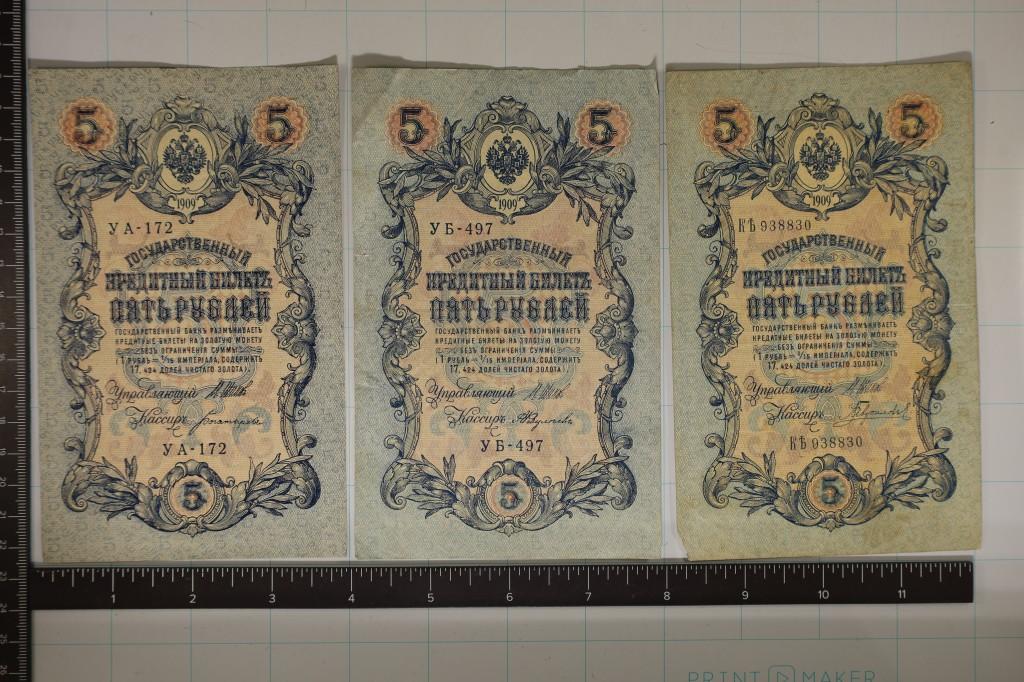 5 5
1909
УА-172
ГОСУДАРСТВЕННЫЙ
КРЕДИТНЫЙ БИЛЕТЪ
ПЯТЬ РУБЛЕЙ
ГОСУДАРСТВЕННЫЙ БАНКЪ РАЗМѢНИВАЕТЪ
КРЕДИТНЫЕ БИЛЕТЫ НА ЗОЛОТУЮ МОНЕТУ
БЕЗЪ ОГРАНИЧЕНІЯ СУММЫ
(1 РУБЛЬ = 1/15 ИМПЕРІАЛА, СОДЕРЖИТЪ
17,424 ДОЛЕЙ ЧИСТАГО ЗОЛОТА).
Управляющій
Кассиръ
УА-172
5
5 5
1909
УБ-497
ГОСУДАРСТВЕННЫЙ
КРЕДИТНЫЙ БИЛЕТЪ
ПЯТЬ РУБЛЕЙ
ГОСУДАРСТВЕННЫЙ БАНКЪ РАЗМѢНИВАЕТЪ
КРЕДИТНЫЕ БИЛЕТЫ НА ЗОЛОТУЮ МОНЕТУ
БЕЗЪ ОГРАНИЧЕНІЯ СУММЫ
(1 РУБЛЬ = 1/15 ИМПЕРІАЛА, СОДЕРЖИТЪ
17,424 ДОЛЕЙ ЧИСТАГО ЗОЛОТА).
Управляющій
Кассиръ
УБ-497
5
5 5
1909
КѢ 938830
ГОСУДАРСТВЕННЫЙ
КРЕДИТНЫЙ БИЛЕТЪ
ПЯТЬ РУБЛЕЙ
ГОСУДАРСТВЕННЫЙ БАНКЪ РАЗМѢНИВАЕТЪ
КРЕДИТНЫЕ БИЛЕТЫ НА ЗОЛОТУЮ МОНЕТУ
БЕЗЪ ОГРАНИЧЕНІЯ СУММЫ
(1 РУБЛЬ = 1/15 ИМПЕРІАЛА, СОДЕРЖИТЪ
17,424 ДОЛЕЙ ЧИСТАГО ЗОЛОТА).
Управляющій
Кассиръ
КѢ 938830
5
1 2 3 4 5 6 7 8 9 10 11
PRINT MAKER